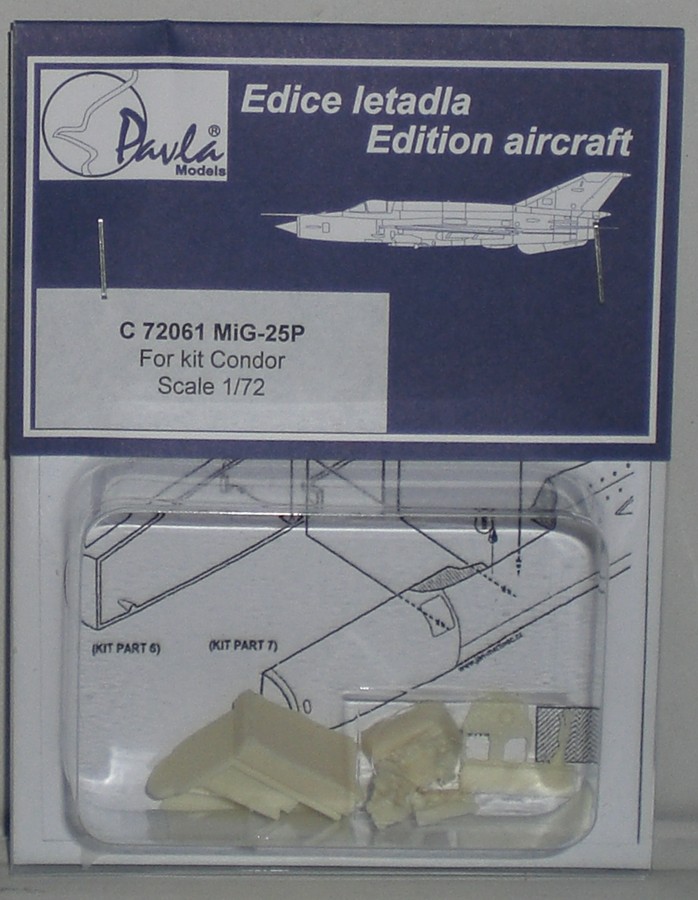 Edice letadla
Edition aircraft
Pavla®
Models
C 72061 MiG-25P
For kit Condor
Scale 1/72
(KIT PART 6)
(KIT PART 7)